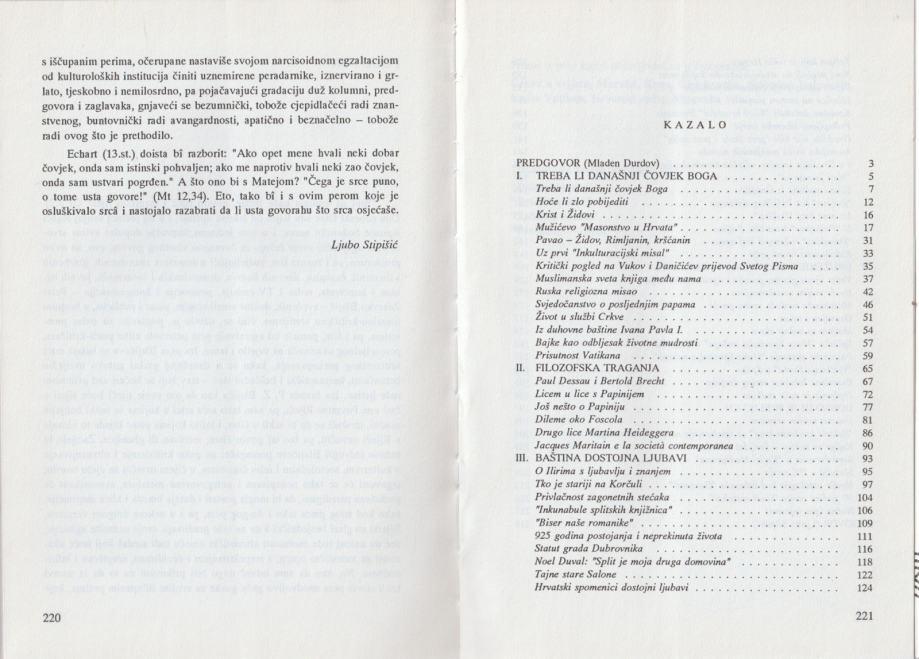 s iščupanim perima, očerupane nastaviše svojom narcisoidnom egzaltacijom
od kulturoloških institucija činiti uznemirene peradarnike, iznervirano i gr-
lato, tjeskobno i nemilosrdno, pa pojačavajući gradaciju duž kolumni, pred-
govora i zaglavaka, gnjaveći se bezumnički, tobože cjepidlačeći radi znan-
stvenog, buntovnički radi avangardnosti, apatično i beznačelno – tobože
radi ovog što je prethodilo.
Echart (13.st.) doista bî razborit: "Ako opet mene hvali neki dobar
čovjek, onda sam istinski pohvaljen; ako me naprotiv hvali neki zao čovjek,
onda sam ustvari pogrđen." A što ono bi s Matejom? "Čega je srce puno,
o tome usta govore!" (Mt 12,34). Eto, tako bî i s ovim perom koje je
osluškivalo srcâ i nastojalo razabrati da li usta govorahu što srca osjećaše.
Ljubo Stipišić
220
KAZALO
PREDGOVOR (Mladen Đurđov) . . . . . . . . . . . . . . . . . . . . 3
I. TREBA LI DANAŠNJI ČOVJEK BOGA . . . . . . . . . . . . . . 5
Treba li današnji čovjek Boga . . . . . . . . . . . . . . . . . . . . 7
Hoće li zlo pobijediti . . . . . . . . . . . . . . . . . . . . 12
Krist i Židovi . . . . . . . . . . . . . . . . . . . . 16
Mužićevo "Masonstvo u Hrvata" . . . . . . . . . . . . . . . . . . . . 17
Pavao – Židov, Rimljanin, kršćanin . . . . . . . . . . . . . . . . . . 31
Uz prvi "Inkulturacijski misal" . . . . . . . . . . . . . . . . . . . . 33
Kritički pogled na Vukov i Daničićev prijevod Svetog Pisma . . . . 35
Muslimanska sveta knjiga među nama . . . . . . . . . . . . . . . . . 37
Ruska religiozna misao . . . . . . . . . . . . . . . . . . . . 42
Svjedočanstvo o posljednjim papama . . . . . . . . . . . . . . . . . 46
Život u službi Crkve . . . . . . . . . . . . . . . . . . . . 51
Iz duhovne baštine Ivana Pavla I. . . . . . . . . . . . . . . . . . . . 54
Bajke kao odbljesak životne mudrosti . . . . . . . . . . . . . . . . . 57
Prisutnost Vatikana . . . . . . . . . . . . . . . . . . . . 59
II. FILOZOFSKA TRAGANJA . . . . . . . . . . . . . . . . . . . . 65
Paul Dessau i Bertold Brecht . . . . . . . . . . . . . . . . . . . . 67
Licem u lice s Papinijem . . . . . . . . . . . . . . . . . . . . 72
Još nešto o Papiniju . . . . . . . . . . . . . . . . . . . . 77
Dileme oko Foscola . . . . . . . . . . . . . . . . . . . . 81
Drugo lice Martina Heideggera . . . . . . . . . . . . . . . . . . . . 86
Jacques Maritain e la società contemporanea . . . . . . . . . . . . . 90
III. BAŠTINA DOSTOJNA LJUBAVI . . . . . . . . . . . . . . . . . . 93
O Ilirima s ljubavlju i znanjem . . . . . . . . . . . . . . . . . . . . 95
Tko je stariji na Korčuli . . . . . . . . . . . . . . . . . . . . 97
Privlačnost zagonetnih stećaka . . . . . . . . . . . . . . . . . . . . 104
"Inkunabule splitskih knjižnica" . . . . . . . . . . . . . . . . . . . . 106
"Biser naše romanike" . . . . . . . . . . . . . . . . . . . . 109
925 godina postojanja i neprekinuta života . . . . . . . . . . . . . . 111
Statut grada Dubrovnika . . . . . . . . . . . . . . . . . . . . 116
Noel Duval: "Split je moja druga domovina" . . . . . . . . . . . . . 118
Tajne stare Salone . . . . . . . . . . . . . . . . . . . . 122
Hrvatski spomenici dostojni ljubavi . . . . . . . . . . . . . . . . . . 124
221